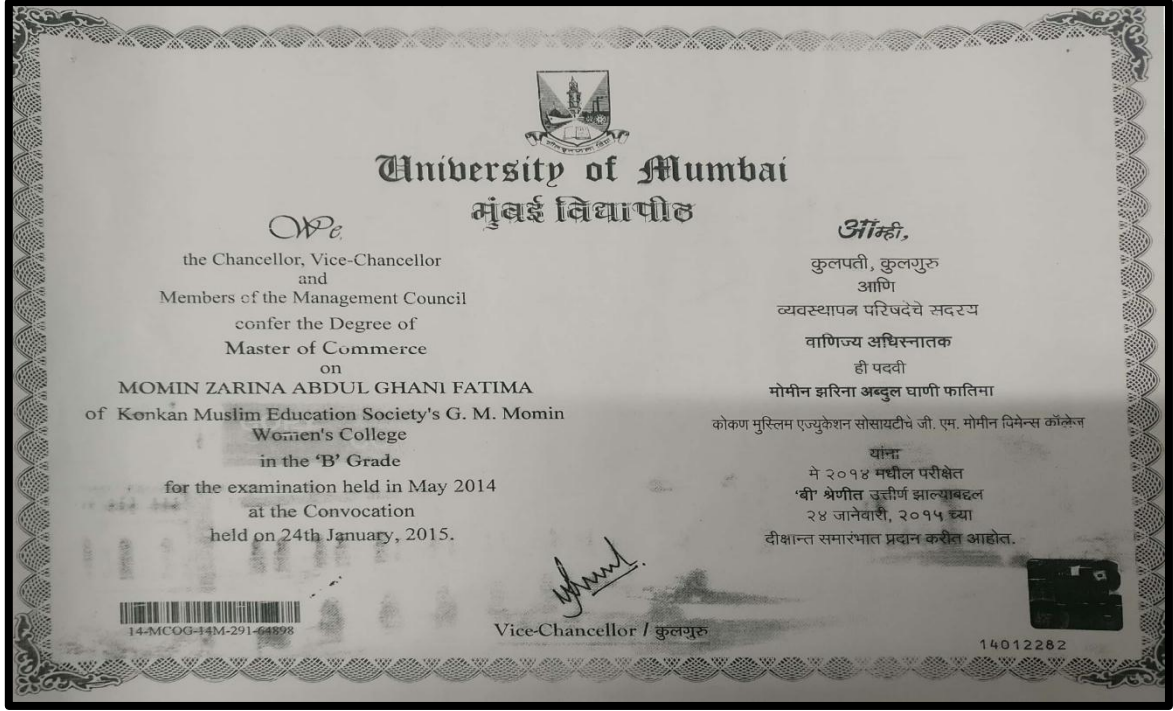 University of Mumbai
मुंबई विद्यापीठ
We,
the Chancellor, Vice-Chancellor
and
Members of the Management Council
confer the Degree of
Master of Commerce
on
MOMIN ZARINA ABDUL GHANI FATIMA
of Konkan Muslim Education Society's G. M. Momin
Women's College
in the 'B' Grade
for the examination held in May 2014
at the Convocation
held on 24th January, 2015.
आम्ही,
कुलपती, कुलगुरु
आणि
व्यवस्थापन परिषदेचे सदस्य
वाणिज्य अधिस्नातक
ही पदवी
मोमीन झरिना अब्दुल घाणी फातिमा
कोकण मुस्लिम एज्युकेशन सोसायटीचे जी. एम. मोमीन विमेन्स कॉलेज
यांना
मे २०१४ मधील परीक्षेत
'बी' श्रेणीत उत्तीर्ण झाल्याबद्दल
२४ जानेवारी, २०१५ च्या
दीक्षान्त समारंभात प्रदान करीत आहोत.
14-MCOG-14M-291-64898
Vice-Chancellor / कुलगुरु
14012282